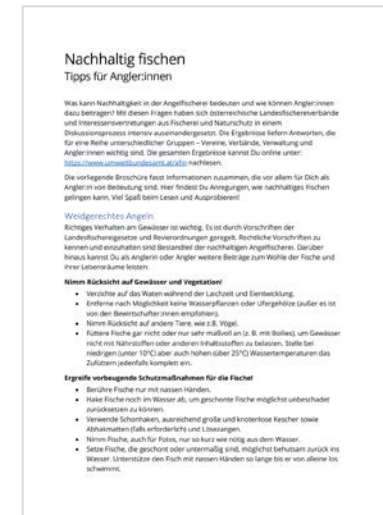 Nachhaltig fischen
Tipps für Angler:innen
Was kann Nachhaltigkeit in der Angelfischerei bedeuten und wie können Angler:innen
dazu beitragen? Mit diesen Fragen haben sich österreichische Landesfischereiverbände
und Interessensvertretungen aus Fischerei und Naturschutz in einem
Diskussionsprozess intensiv auseinandergesetzt. Die Ergebnisse liefern Antworten, die
für eine Reihe unterschiedlicher Gruppen – Vereine, Verbände, Verwaltung und
Angler:innen wichtig sind. Die gesamten Ergebnisse kannst Du online unter:
https://www.umweltbundesamt.at/afin nachlesen.
Die vorliegende Broschüre fasst Informationen zusammen, die vor allem für Dich als
Angler:in von Bedeutung sind. Hier findest Du Anregungen, wie nachhaltiges Fischen
gelingen kann. Viel Spaß beim Lesen und Ausprobieren!
Weidgerechtes Angeln
Richtiges Verhalten am Gewässer ist wichtig. Es ist durch Vorschriften der
Landesfischereigesetze und Revierordnungen geregelt. Rechtliche Vorschriften zu
kennen und einzuhalten sind Bestandteil der nachhaltigen Angelfischerei. Darüber
hinaus kannst Du als Anglerin oder Angler weitere Beiträge zum Wohle der Fische und
ihrer Lebensräume leisten:
Nimm Rücksicht auf Gewässer und Vegetation!
• Verzichte auf das Waten während der Laichzeit und Eientwicklung.
• Entferne nach Möglichkeit keine Wasserpflanzen oder Ufergehölze (außer es ist
von den Bewirtschafter:innen empfohlen).
• Nimm Rücksicht auf andere Tiere, wie z.B. Vögel.
• Füttere Fische gar nicht oder nur sehr maßvoll an (z. B. mit Boilies), um Gewässer
nicht mit Nährstoffen oder anderen Inhaltsstoffen zu belasten. Stelle bei
niedrigen (unter 10°C) aber auch hohen (über 25°C) Wassertemperaturen das
Zufüttern jedenfalls komplett ein.
Ergreife vorbeugende Schutzmaßnahmen für die Fische!
• Berühre Fische nur mit nassen Händen.
• Hake Fische noch im Wasser ab, um geschonte Fische möglichst unbeschadet
zurücksetzen zu können.
• Verwende Schonhaken, ausreichend große und knotenlose Kescher sowie
Abhakmatten (falls erforderlich) und Lösezangen.
• Nimm Fische, auch für Fotos, nur so kurz wie nötig aus dem Wasser.
• Setze Fische, die geschont oder untermaßig sind, möglichst behutsam zurück ins
Wasser. Unterstütze den Fisch mit nassen Händen so lange bis er von alleine los
schwimmt.